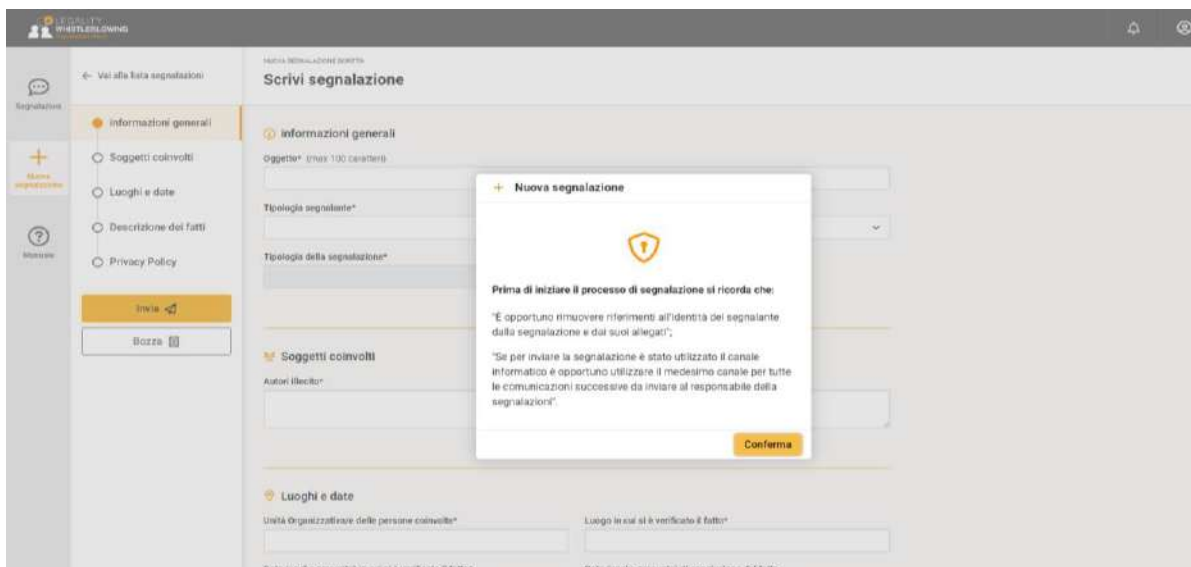 LEGALITY
WHISTLEBLOWING
Segnalazioni
Nuova
segnalazione
Manuale
← Vai alla lista segnalazioni
Informazioni generali
Soggetti coinvolti
Luoghi e date
Descrizione dei fatti
Privacy Policy
Invia
Bozza
NUOVA SEGNALAZIONE SCRITTA
Scrivi segnalazione
Informazioni generali
Oggetto* (max 100 caratteri)
Tipologia segnalante*
Tipologia della segnalazione*
Soggetti coinvolti
Autori illecito*
Luoghi e date
Unità Organizzativa/e delle persone coinvolte*
Luogo in cui si è verificato il fatto*
+ Nuova segnalazione
Prima di iniziare il processo di segnalazione si ricorda che:
"È opportuno rimuovere riferimenti all'identità del segnalante
dalla segnalazione e dai suoi allegati";
"Se per inviare la segnalazione è stato utilizzato il canale
informatico è opportuno utilizzare il medesimo canale per tutte
le comunicazioni successive da inviare al responsabile della
segnalazioni".
Conferma